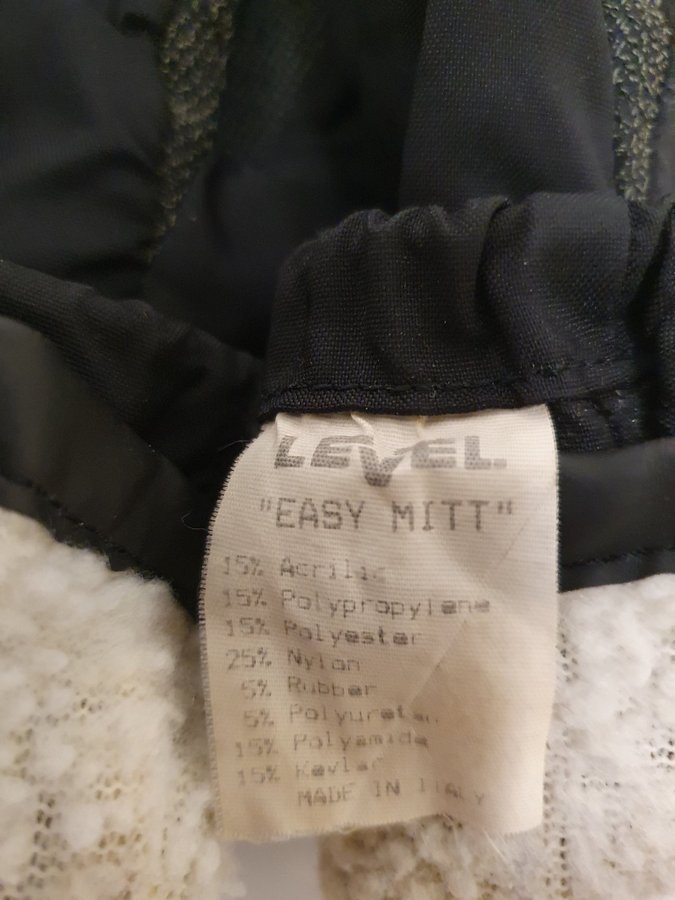 LEVEL
"EASY MITT"
15% Acrilic
15% Polypropylene
15% Polyester
25% Nylon
5% Rubber
5% Polyuretan
15% Polyamide
15% Kevlar
MADE IN ITALY